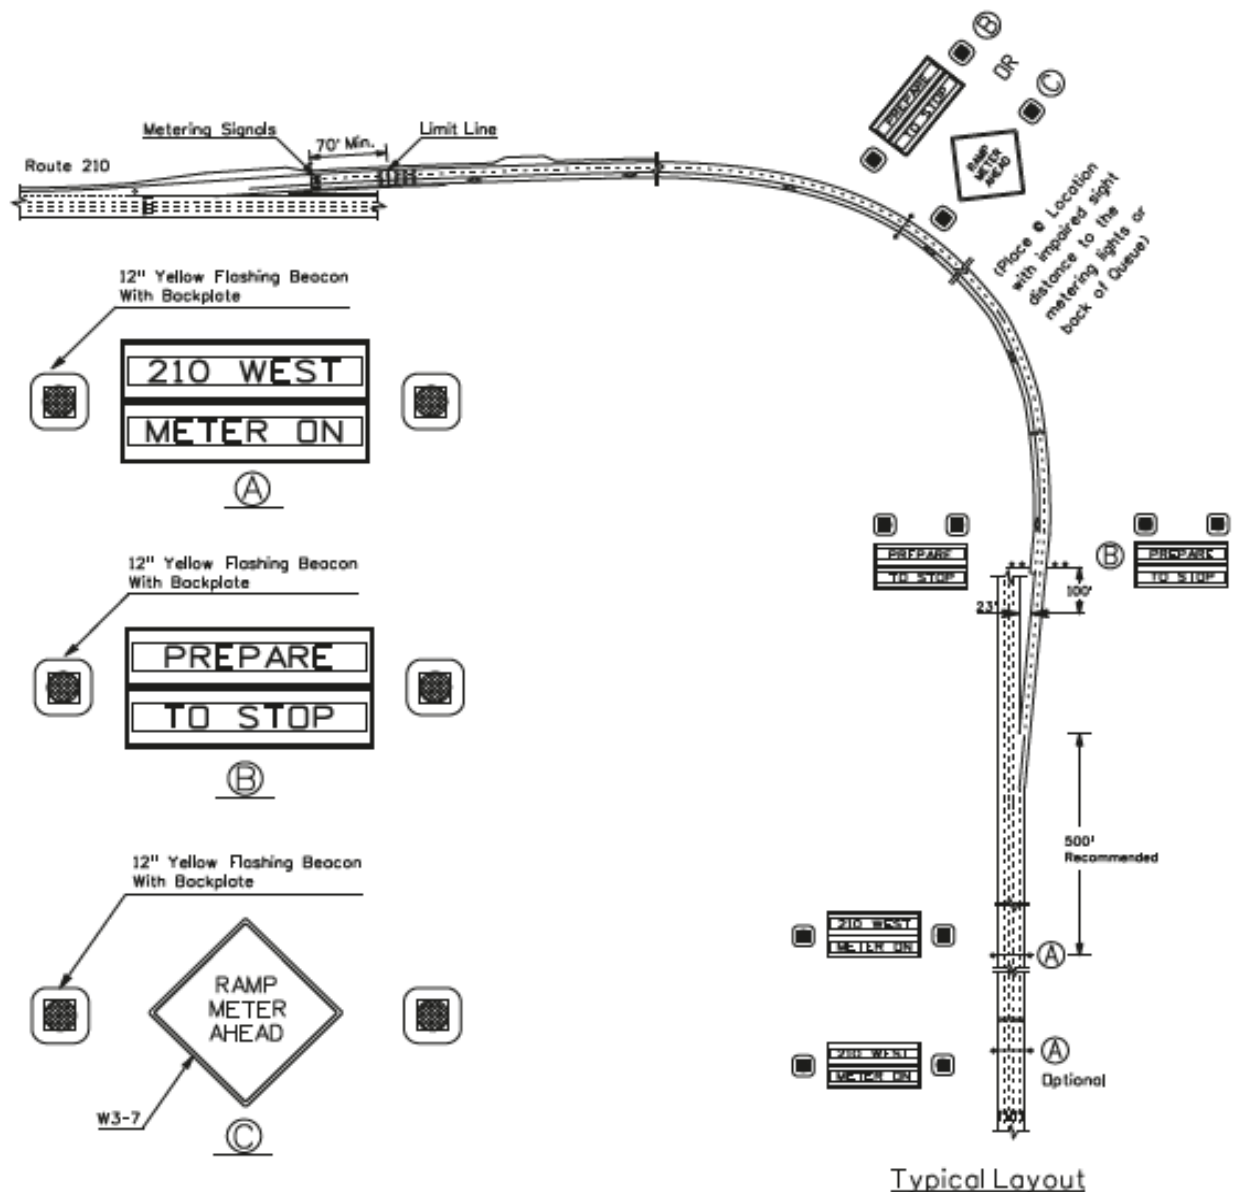 Metering Signals
70' Min.
Limit Line
Route 210
B
OR
C
PREPARE
TO STOP
RAMP
METER
AHEAD
(Place @ Location
with impaired sight
distance to the
metering lights or
back of Queue)
12" Yellow Flashing Beacon
With Backplate
210 WEST
METER ON
A
12" Yellow Flashing Beacon
With Backplate
PREPARE
TO STOP
B
PREPARE
TO STOP
** **
B
PREPARE
TO STOP
100'
23'
500'
Recommended
12" Yellow Flashing Beacon
With Backplate
RAMP
METER
AHEAD
W3-7
C
210 WEST
METER ON
A
210 WEST
METER ON
A
Optional
Typical Layout